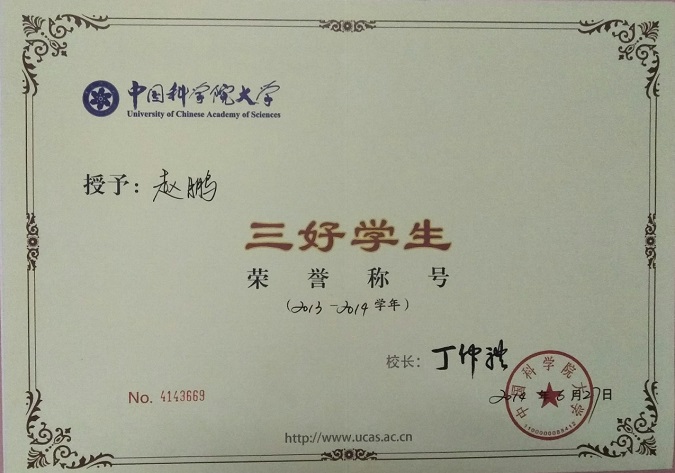 中国科学院大学
University of Chinese Academy of Sciences
授予：赵鹏
三好学生
荣誉称号
（2013-2014学年）
校长：丁仲礼
2014年6月27日
中国科学院大学
1100000083412
No. 4143669
http://www.ucas.ac.cn